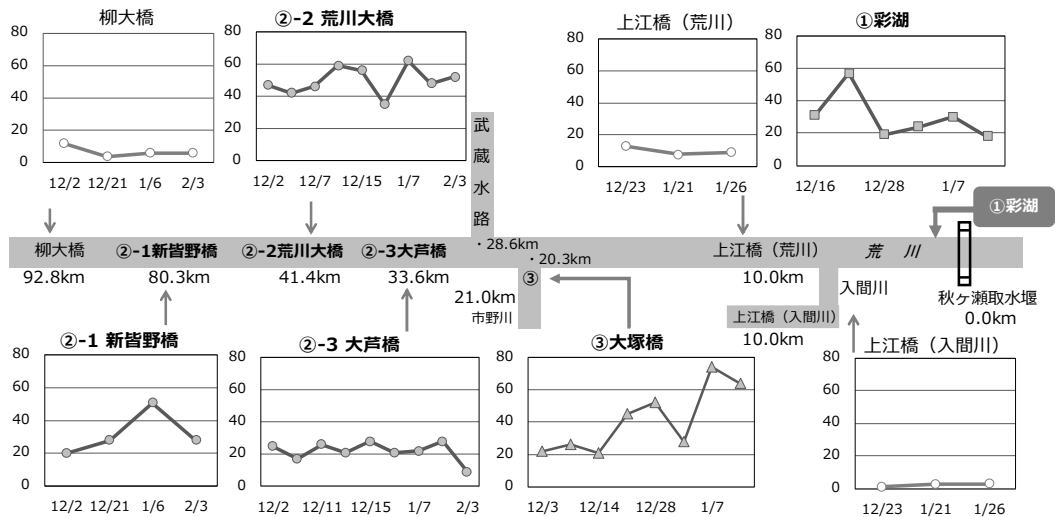 柳大橋
80
60
40
20
0
12/2 12/21 1/6 2/3
②-2 荒川大橋
80
60
40
20
0
12/2 12/7 12/15 1/7 2/3
上江橋（荒川）
80
60
40
20
0
12/23 1/21 1/26
①彩湖
80
60
40
20
0
12/16 12/28 1/7
武蔵水路
①彩湖
柳大橋
92.8km
②-1新皆野橋
80.3km
②-2荒川大橋
41.4km
②-3大芦橋
33.6km
・28.6km
・20.3km
③
21.0km
市野川
上江橋（荒川）
10.0km
荒 川
入間川
上江橋（入間川）
10.0km
秋ヶ瀬取水堰
0.0km
②-1 新皆野橋
80
60
40
20
0
12/2 12/21 1/6 2/3
②-3 大芦橋
80
60
40
20
0
12/2 12/11 12/15 1/7 2/3
③大塚橋
80
60
40
20
0
12/3 12/14 12/28 1/7
上江橋（入間川）
80
60
40
20
0
12/23 1/21 1/26